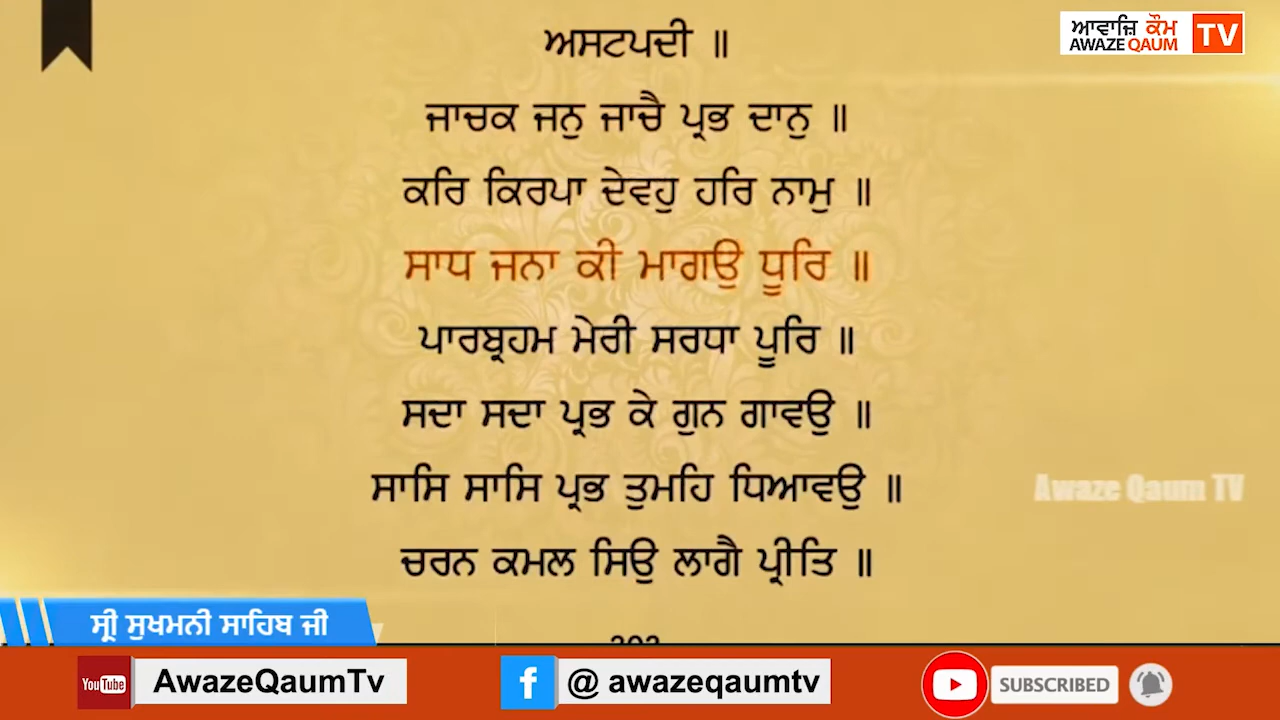 ਆਵਾਜ਼ਿ ਕੌਮ
AWAZE QAUM TV
ਅਸਟਪਦੀ ॥
ਜਾਚਕ ਜਨੁ ਜਾਚੈ ਪ੍ਰਭ ਦਾਨੁ ॥
ਕਰਿ ਕਿਰਪਾ ਦੇਵਹੁ ਹਰਿ ਨਾਮੁ ॥
ਸਾਧ ਜਨਾ ਕੀ ਮਾਗਉ ਧੂਰਿ ॥
ਪਾਰਬ੍ਰਹਮ ਮੇਰੀ ਸਰਧਾ ਪੂਰਿ ॥
ਸਦਾ ਸਦਾ ਪ੍ਰਭ ਕੇ ਗੁਨ ਗਾਵਉ ॥
ਸਾਸਿ ਸਾਸਿ ਪ੍ਰਭ ਤੁਮਹਿ ਧਿਆਵਉ ॥
Awaze Qaum TV
ਚਰਨ ਕਮਲ ਸਿਉ ਲਾਗੈ ਪ੍ਰੀਤਿ ॥
ਸ੍ਰੀ ਸੁਖਮਨੀ ਸਾਹਿਬ ਜੀ
YouTube AwazeQaumTv
f @ awazeqaumtv
SUBSCRIBED